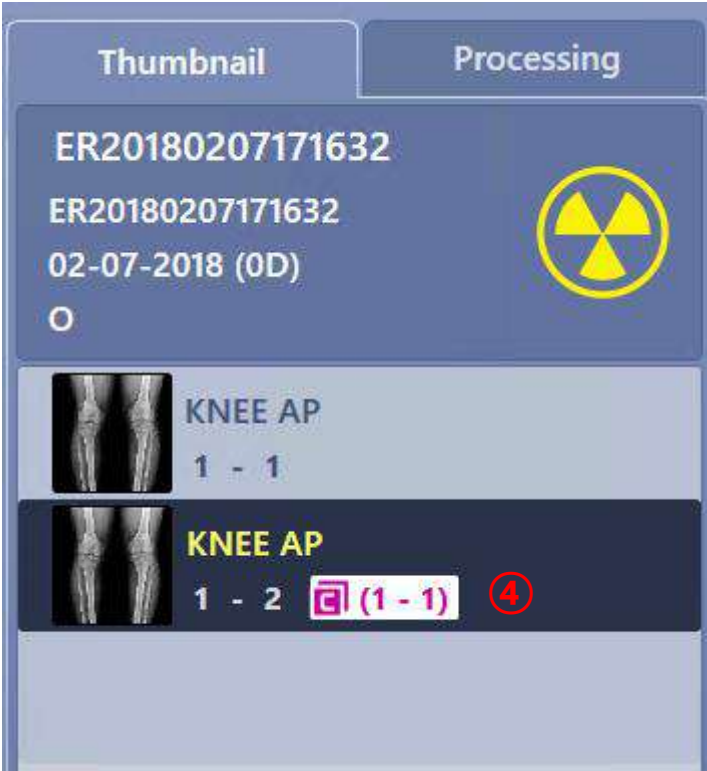 Thumbnail
Processing
ER20180207171632
ER20180207171632
02-07-2018 (0D)
O
KNEE AP
1 - 1
KNEE AP
1 - 2 C (1 - 1) ④